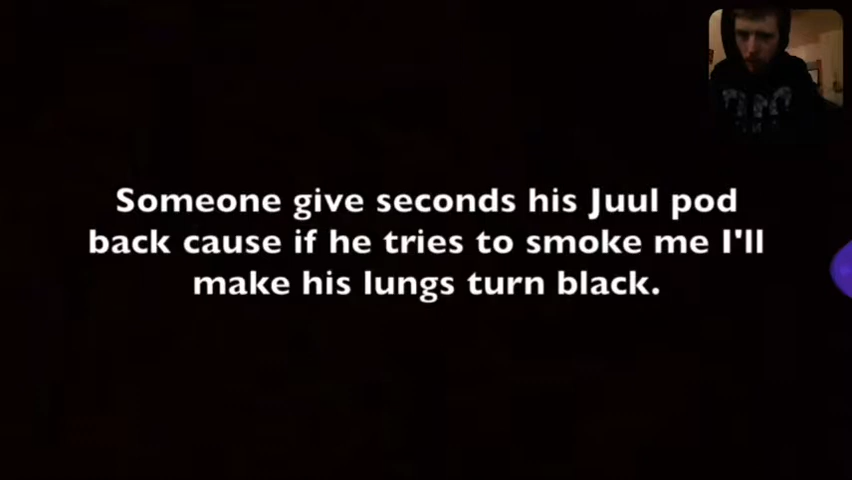 Someone give seconds his Juul pod
back cause if he tries to smoke me I'll
make his lungs turn black.